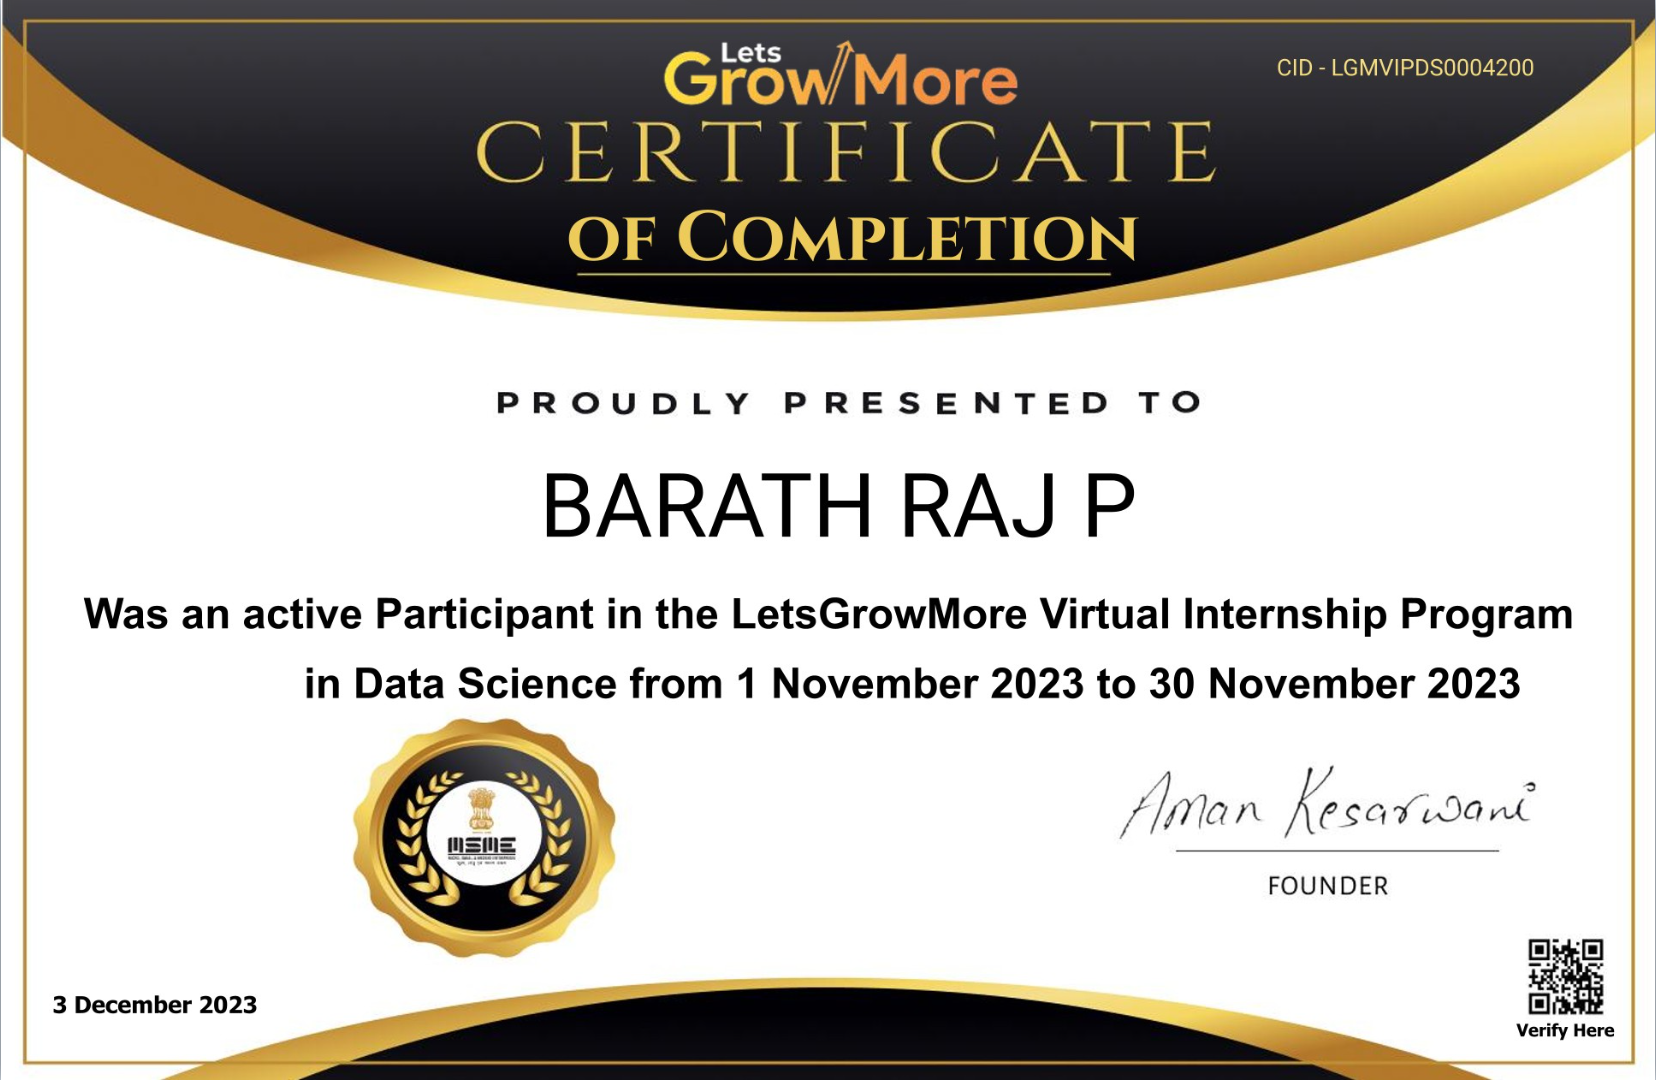 Lets
GrowMore
CID - LGMVIPDS0004200
CERTIFICATE
OF COMPLETION
PROUDLY PRESENTED TO
BARATH RAJ P
Was an active Participant in the LetsGrowMore Virtual Internship Program
in Data Science from 1 November 2023 to 30 November 2023
MSME
Aman Kesarwani
FOUNDER
3 December 2023
Verify Here